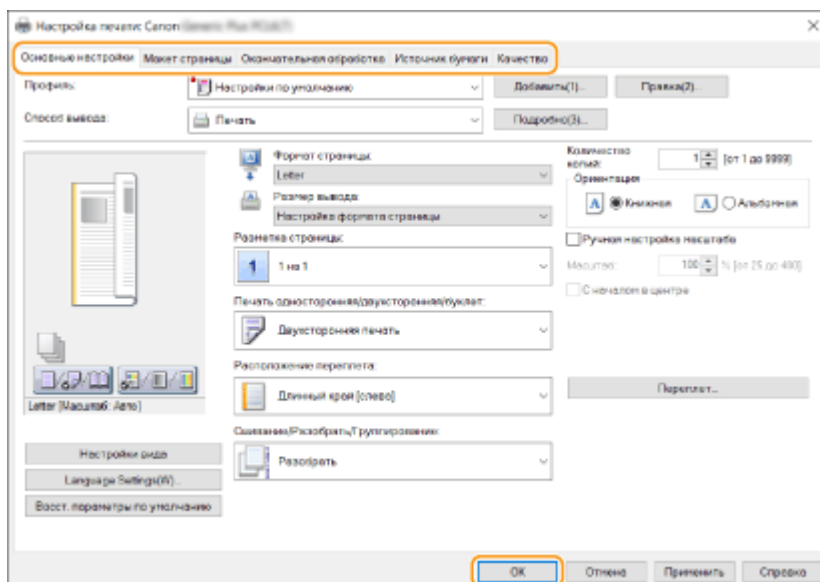 Настройка печати: Canon
Основные настройки Макет страницы Окончательная обработка Источник бумаги Качество
Профиль: Настройки по умолчанию Добавить(1)... Правка(2)...
Способ вывода: Печать Подробно(3)...
Формат страницы:
Letter
Размер вывода:
Настройка формата страницы
Разметка страницы:
1 1 на 1
Печать односторонняя/двухсторонняя/буклет:
Двухсторонняя печать
Расположение переплета:
Длинный край [слева]
Сшивание/Разобрать/Группирование:
Разобрать
Количество копий: 1 [от 1 до 9999]
Ориентация
A Книжная A Альбомная
Ручная настройка масштаба
Масштаб: 100 % [от 25 до 400]
С началом в центре
Переплет...
Letter [Масштаб: Авто]
Настройки вида
Language Settings(W)...
Восст. параметры по умолчанию
OK Отмена Применить Справка